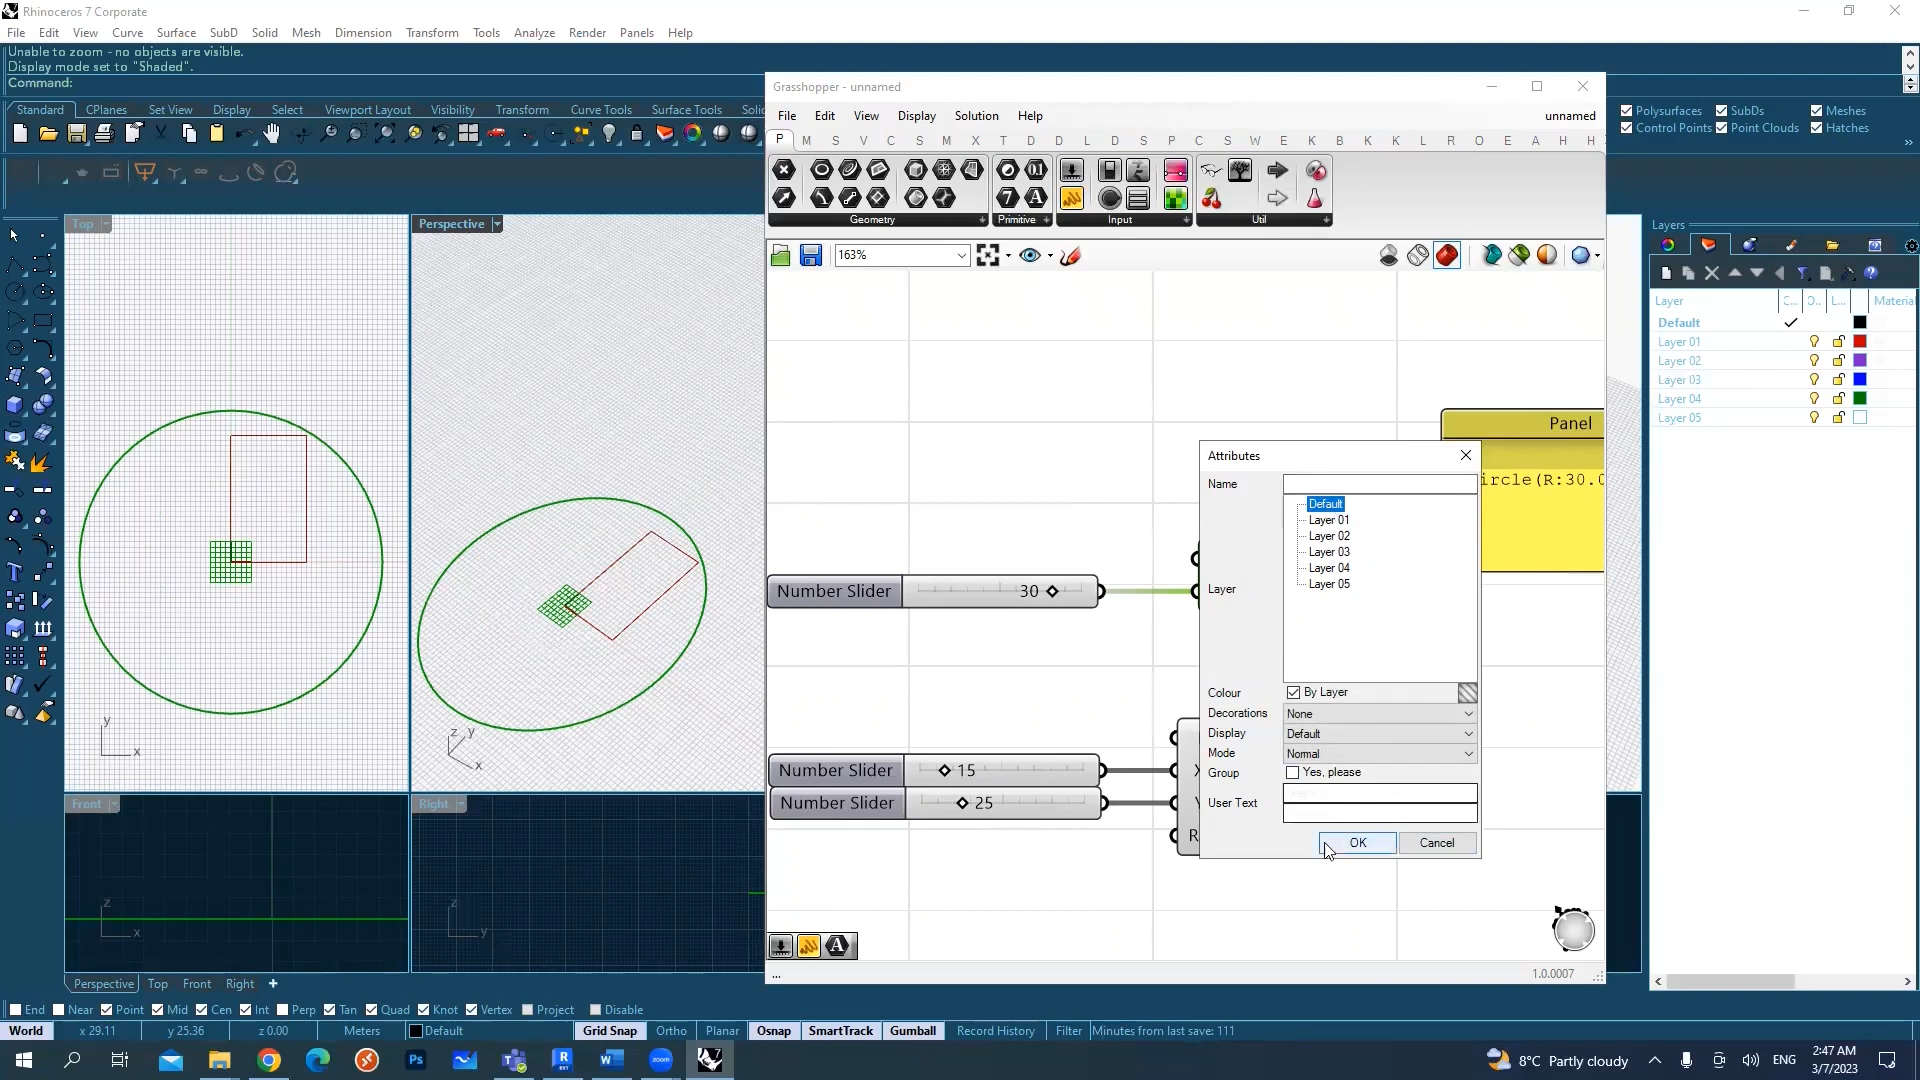 Rhinoceros 7 Corporate
File Edit View Curve Surface SubD Solid Mesh Dimension Transform Tools Analyze Render Panels Help
Unable to zoom - no objects are visible.
Display mode set to "Shaded".
Command:
Standard CPlanes Set View Display Select Viewport Layout Visibility Transform Curve Tools Surface Tools
Polysurfaces SubDs Meshes
Control Points Point Clouds Hatches
Grasshopper - unnamed
File Edit View Display Solution Help unnamed
P M S V C S M X T D D L D S P C W E K B K L R E A H H
Geometry Primitive Input Util
163%
Top
Perspective
Front
Right
Layers
Layer C... O... L... Material
Default
Layer 01
Layer 02
Layer 03
Layer 04
Layer 05
Panel
ircle(R:30.0
Number Slider 30
Number Slider 15
Number Slider 25
R
Attributes
Name
Default
Layer 01
Layer 02
Layer 03
Layer 04
Layer 05
Layer
Colour By Layer
Decorations None
Display Default
Mode Normal
Group Yes, please
User Text
OK Cancel
y
x
z y
x
z
x
z
y
... 1.0.0007
Perspective Top Front Right
End Near Point Mid Cen Int Perp Tan Quad Knot Vertex Project Disable
World x 29.11 y 25.36 z 0.00 Meters Default Grid Snap Ortho Planar Osnap SmartTrack Gumball Record History Filter Minutes from last save: 111
8°C Partly cloudy ENG 2:47 AM
3/7/2023